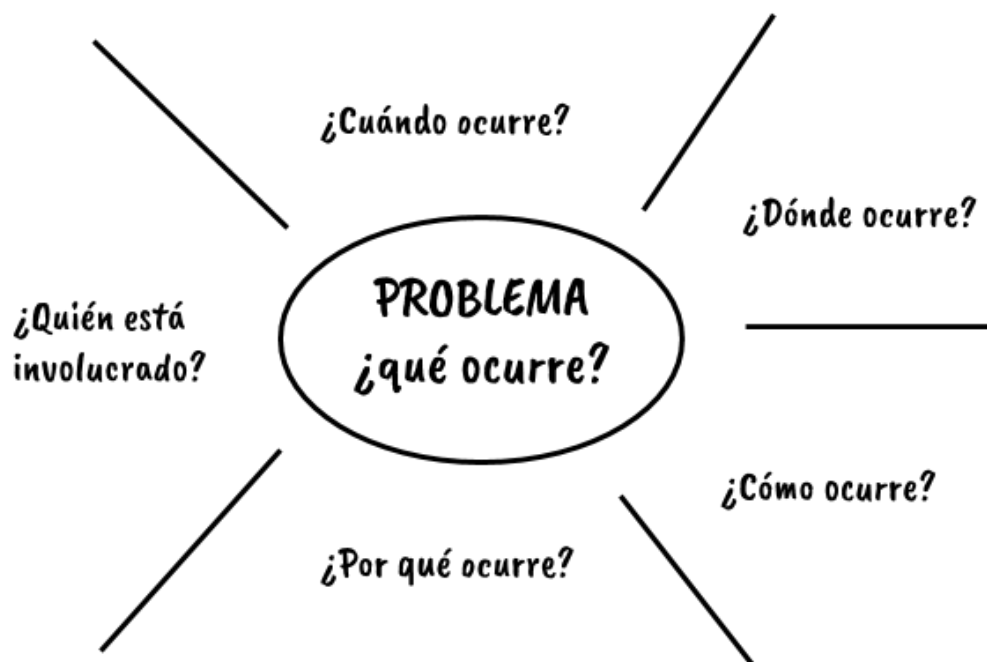 ¿Cuándo ocurre?
¿Dónde ocurre?
PROBLEMA
¿qué ocurre?
¿Quién está
involucrado?
¿Cómo ocurre?
¿Por qué ocurre?